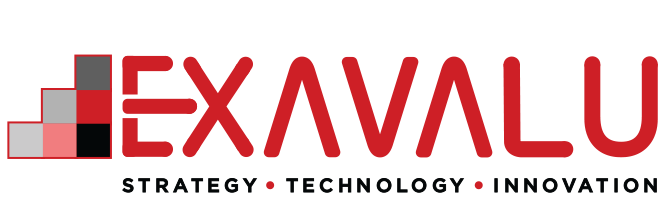 EXAVALU
STRATEGY • TECHNOLOGY • INNOVATION